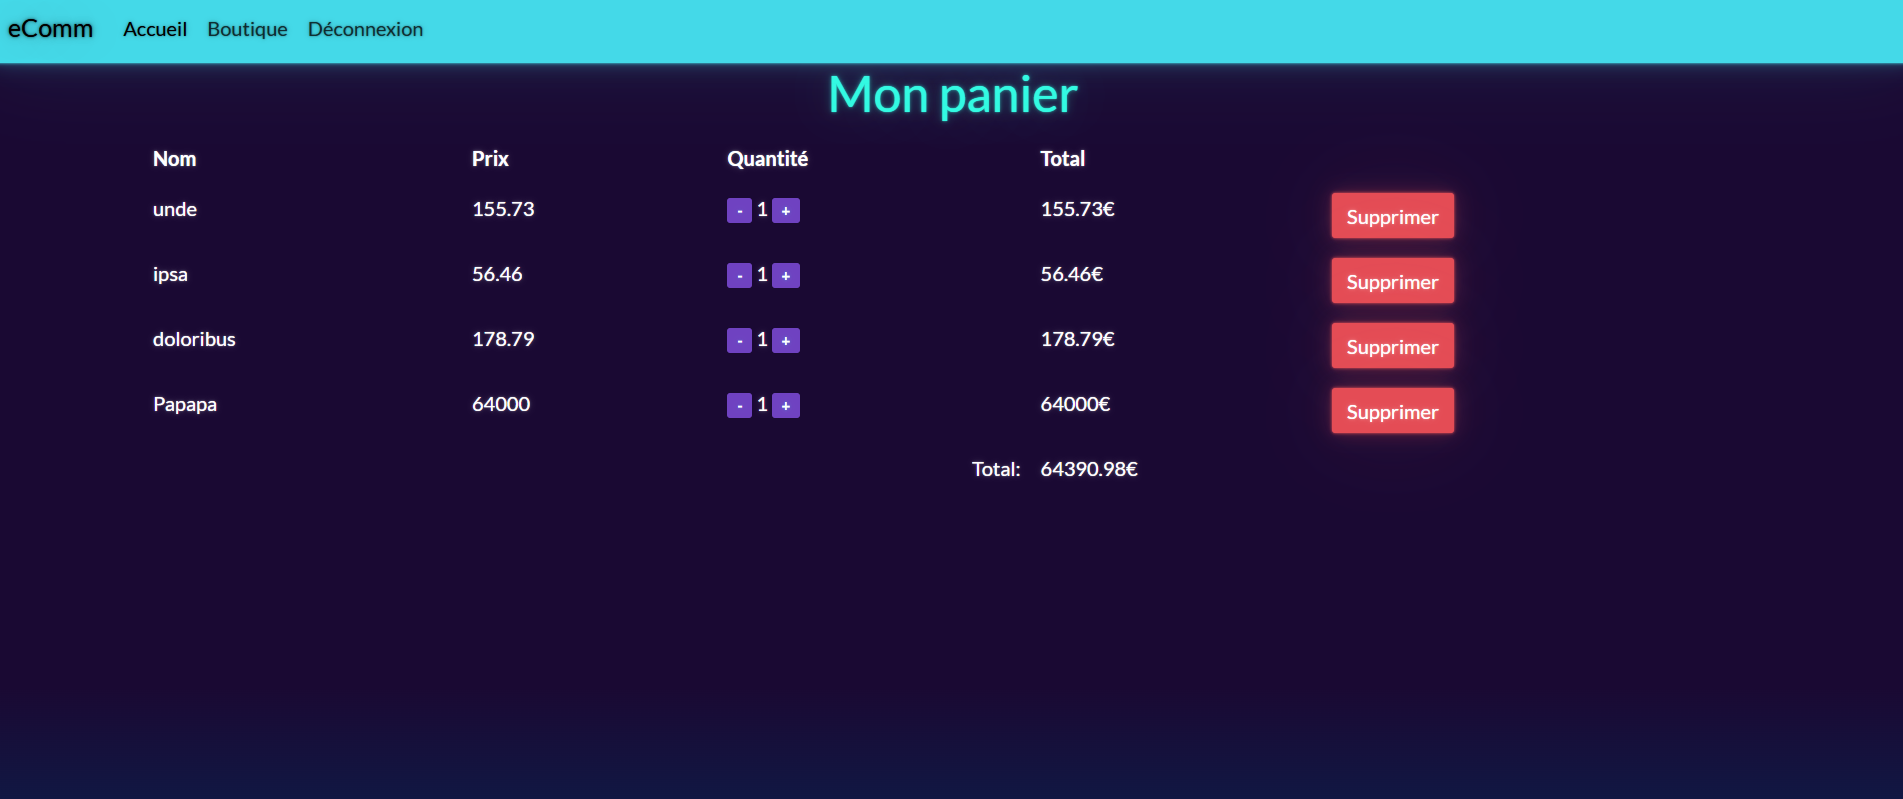 eComm Accueil Boutique Déconnexion
Mon panier
Nom Prix Quantité Total
unde 155.73 - 1 + 155.73€ Supprimer
ipsa 56.46 - 1 + 56.46€ Supprimer
doloribus 178.79 - 1 + 178.79€ Supprimer
Papapa 64000 - 1 + 64000€ Supprimer
Total: 64390.98€